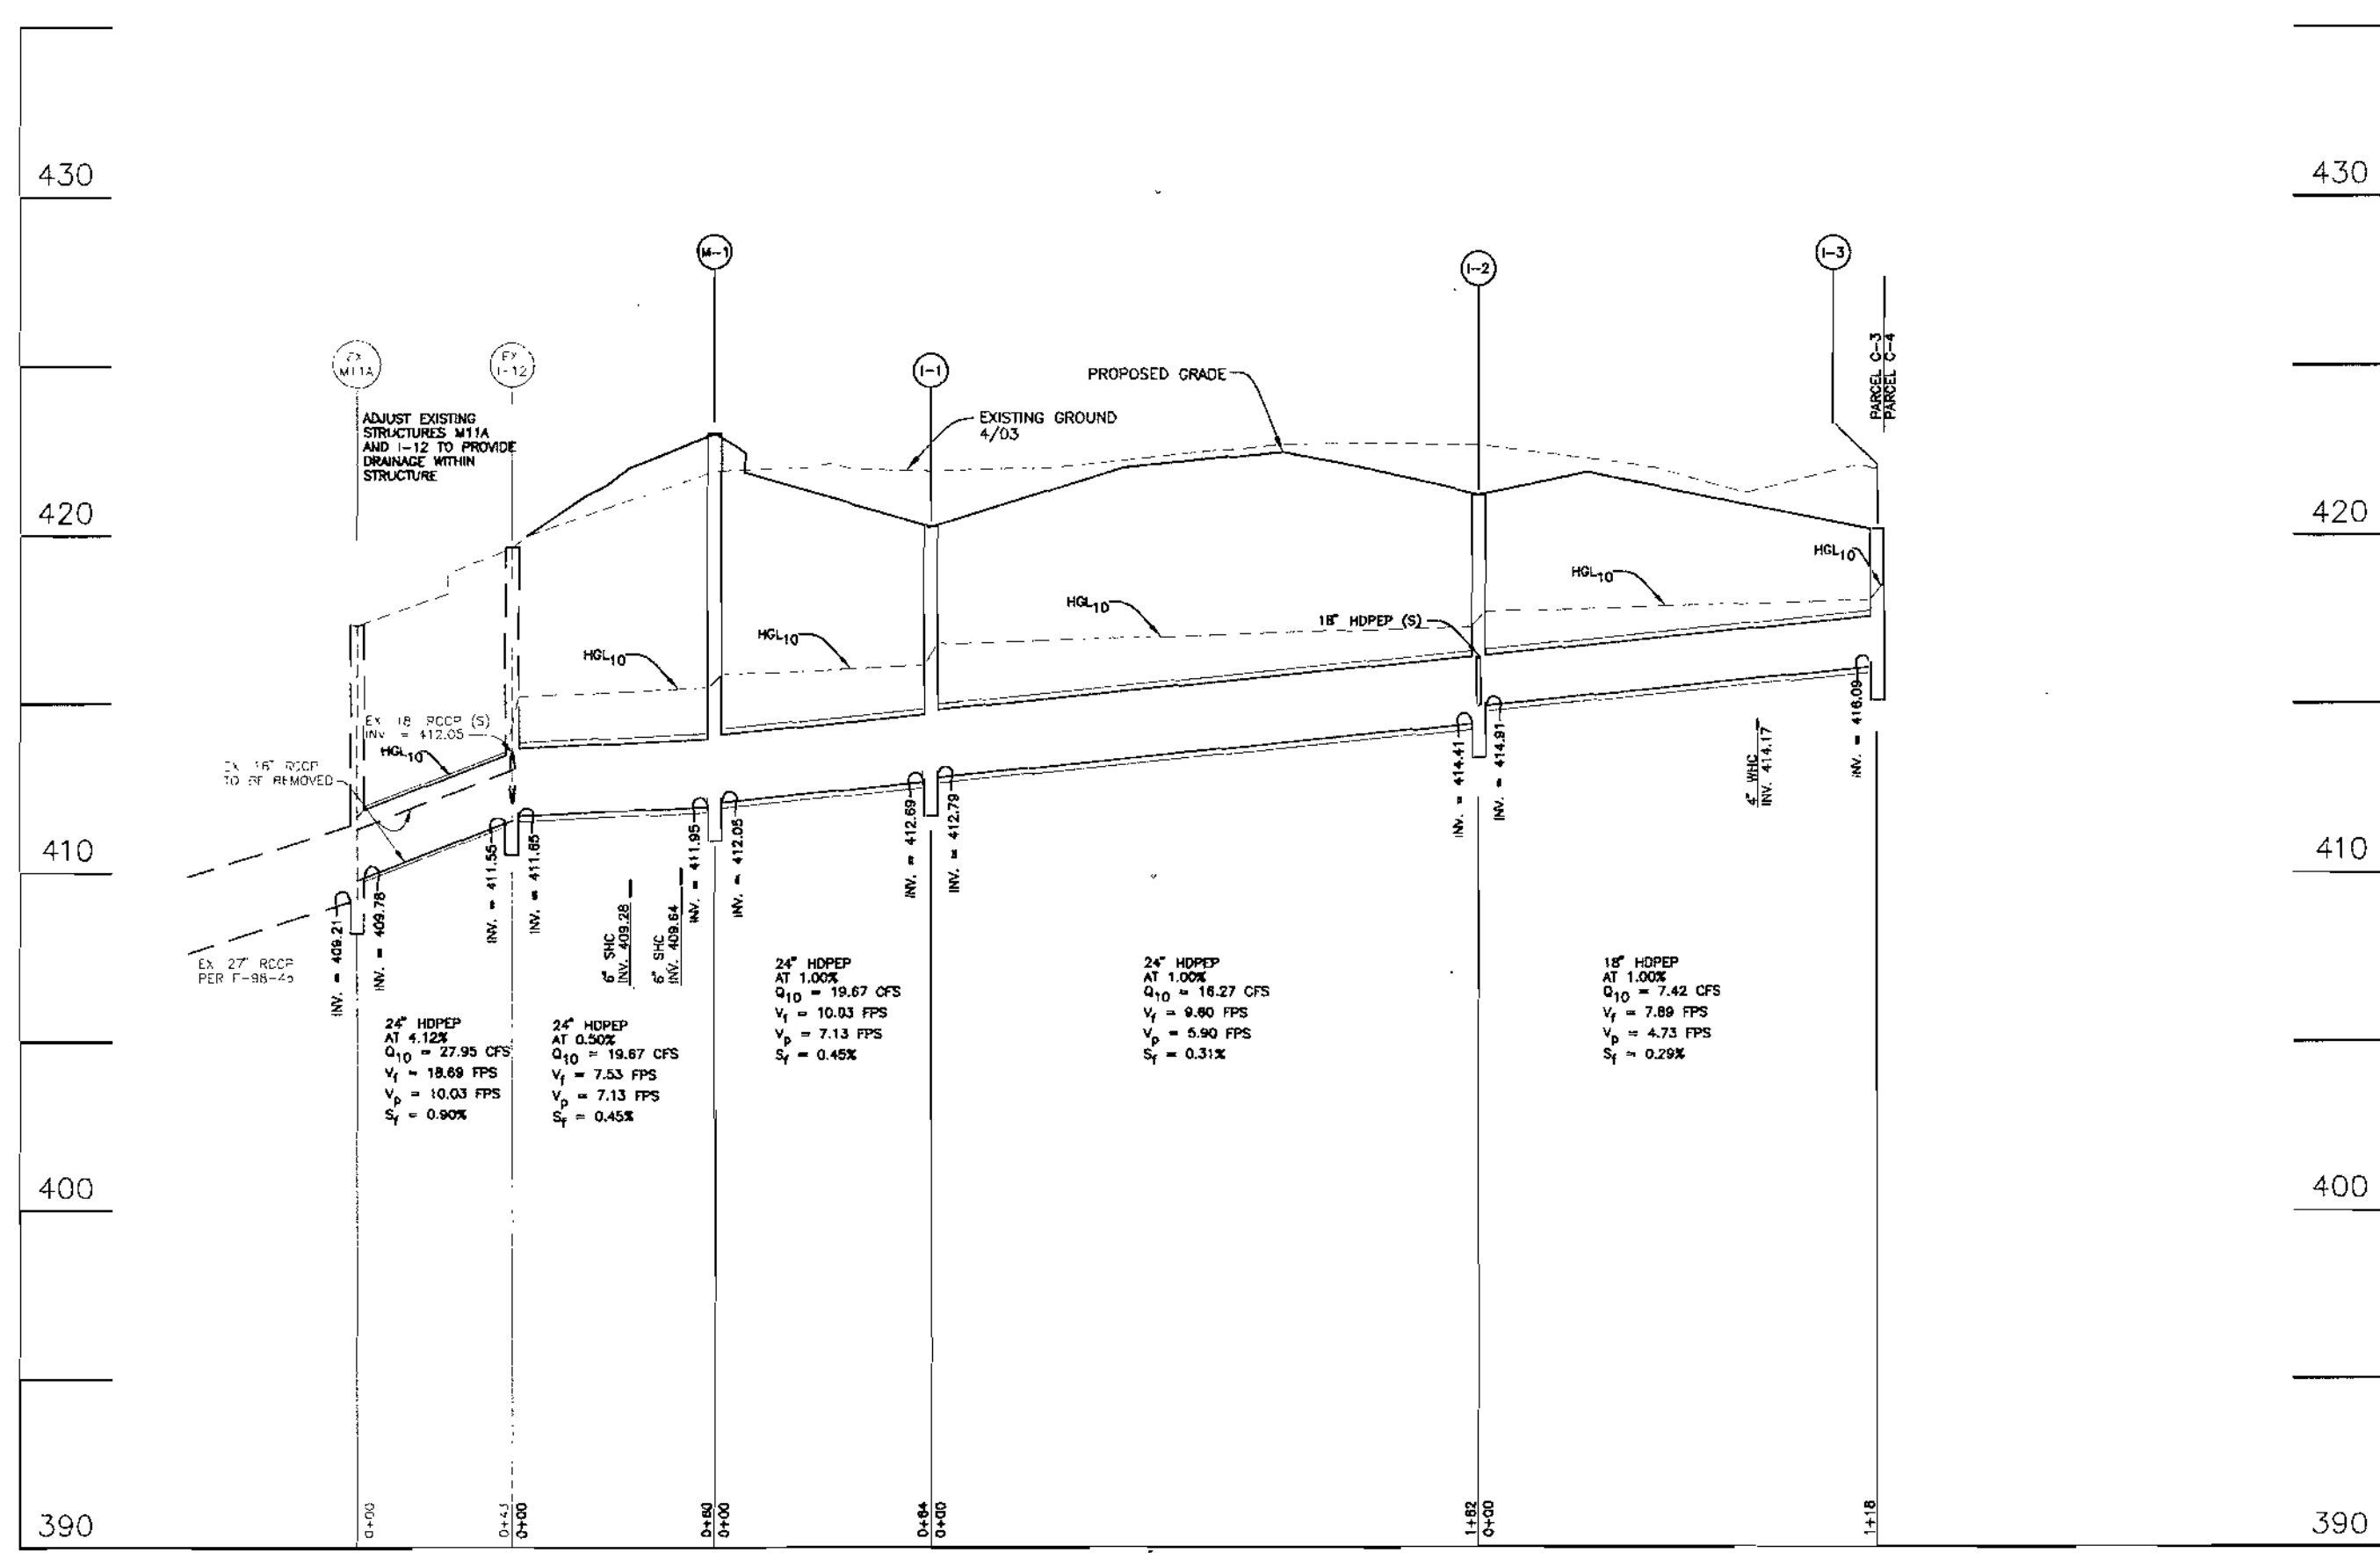 430
430
M-1
I-2
I-3
EX
M11A
EX
I-12
I-1
PROPOSED GRADE
EXISTING GROUND
4/03
PARCEL C-3
PARCEL C-4
ADJUST EXISTING
STRUCTURES M11A
AND I-12 TO PROVIDE
DRAINAGE WITHIN
STRUCTURE
420
420
HGL10
HGL10
HGL10
HGL10
HGL10
18" HDPEP (S)
EX 18 RCCP (S)
INV. = 412.05
HGL10
RCCP
TO BE REMOVED
410
410
INV. = 409.21
INV. = 409.78
INV. = 411.55
INV. = 411.65
6" SHC
INV. 409.28
6" SHC
INV. 409.64
INV. = 411.95
INV. = 412.05
INV. = 412.69
INV. = 412.79
INV. = 414.41
INV. = 414.91
4" WHC
INV. 414.17
INV. = 416.09
EX 27" RCCP
PER F-98-45
24" HDPEP
AT 4.12%
Q10 = 27.95 CFS
Vf = 18.69 FPS
Vp = 10.03 FPS
Sf = 0.90%
24" HDPEP
AT 0.50%
Q10 = 19.67 CFS
Vf = 7.53 FPS
Vp = 7.13 FPS
Sf = 0.45%
24" HDPEP
AT 1.00%
Q10 = 19.67 CFS
Vf = 10.03 FPS
Vp = 7.13 FPS
Sf = 0.45%
24" HDPEP
AT 1.00%
Q10 = 16.27 CFS
Vf = 9.60 FPS
Vp = 5.90 FPS
Sf = 0.31%
18" HDPEP
AT 1.00%
Q10 = 7.42 CFS
Vf = 7.89 FPS
Vp = 4.73 FPS
Sf = 0.29%
400
400
390
0+00
0+43
0+00
0+60
0+00
0+64
0+00
1+62
0+00
1+18
390